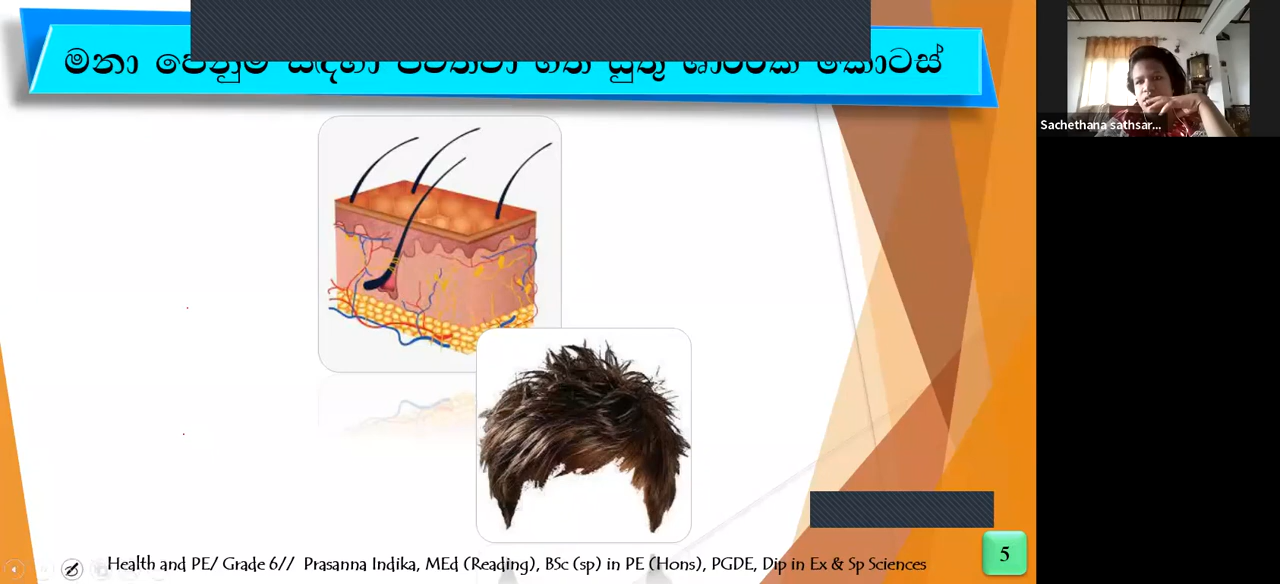 මනා පෙනුම සඳහා පවත්වා ගත යුතු ශාරීරික කොටස්
Sachethana sathsar...
Health and PE/ Grade 6// Prasanna Indika, MEd (Reading), BSc (sp) in PE (Hons), PGDE, Dip in Ex & Sp Sciences
5